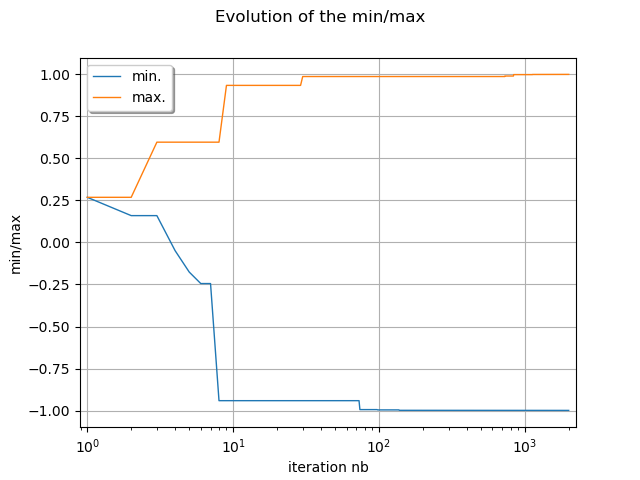 Evolution of the min/max
min.
max.
1.00
0.75
0.50
0.25
0.00
−0.25
−0.50
−0.75
−1.00
min/max
10⁰
10¹
10²
10³
iteration nb